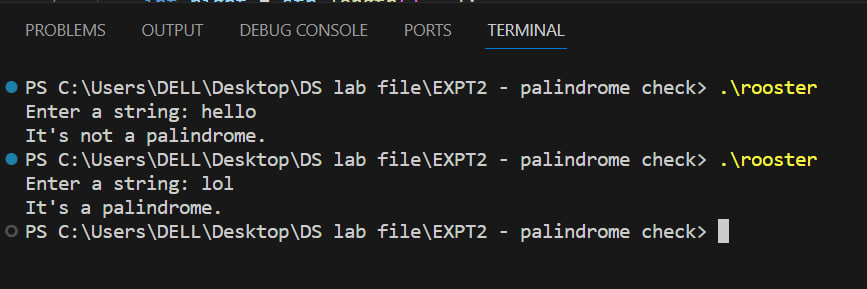 PROBLEMS OUTPUT DEBUG CONSOLE PORTS TERMINAL
PS C:\Users\DELL\Desktop\DS lab file\EXPT2 - palindrome check> .\rooster
Enter a string: hello
It's not a palindrome.
PS C:\Users\DELL\Desktop\DS lab file\EXPT2 - palindrome check> .\rooster
Enter a string: lol
It's a palindrome.
PS C:\Users\DELL\Desktop\DS lab file\EXPT2 - palindrome check>